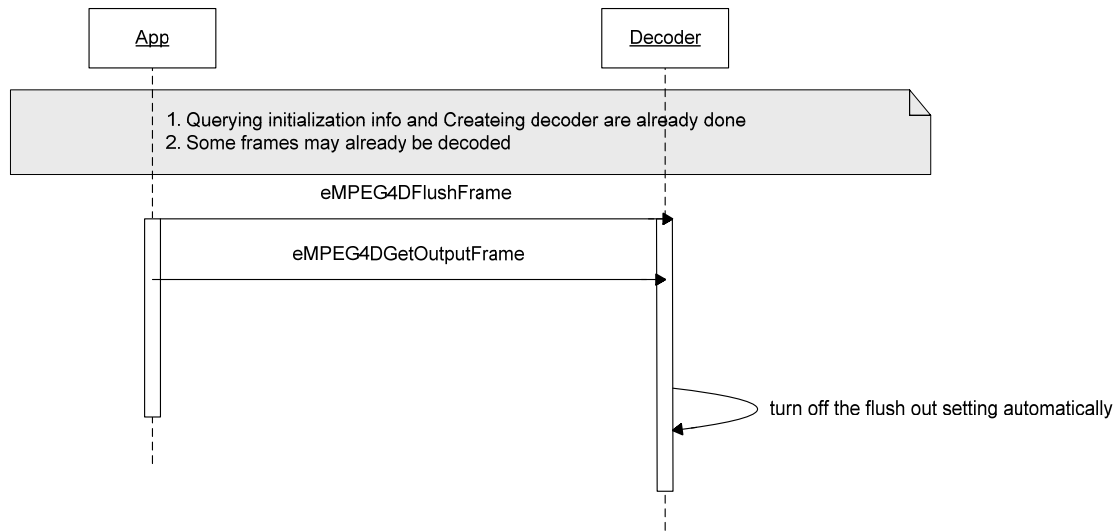 App
Decoder
1. Querying initialization info and Createing decoder are already done
2. Some frames may already be decoded
eMPEG4DFlushFrame
eMPEG4DGetOutputFrame
turn off the flush out setting automatically